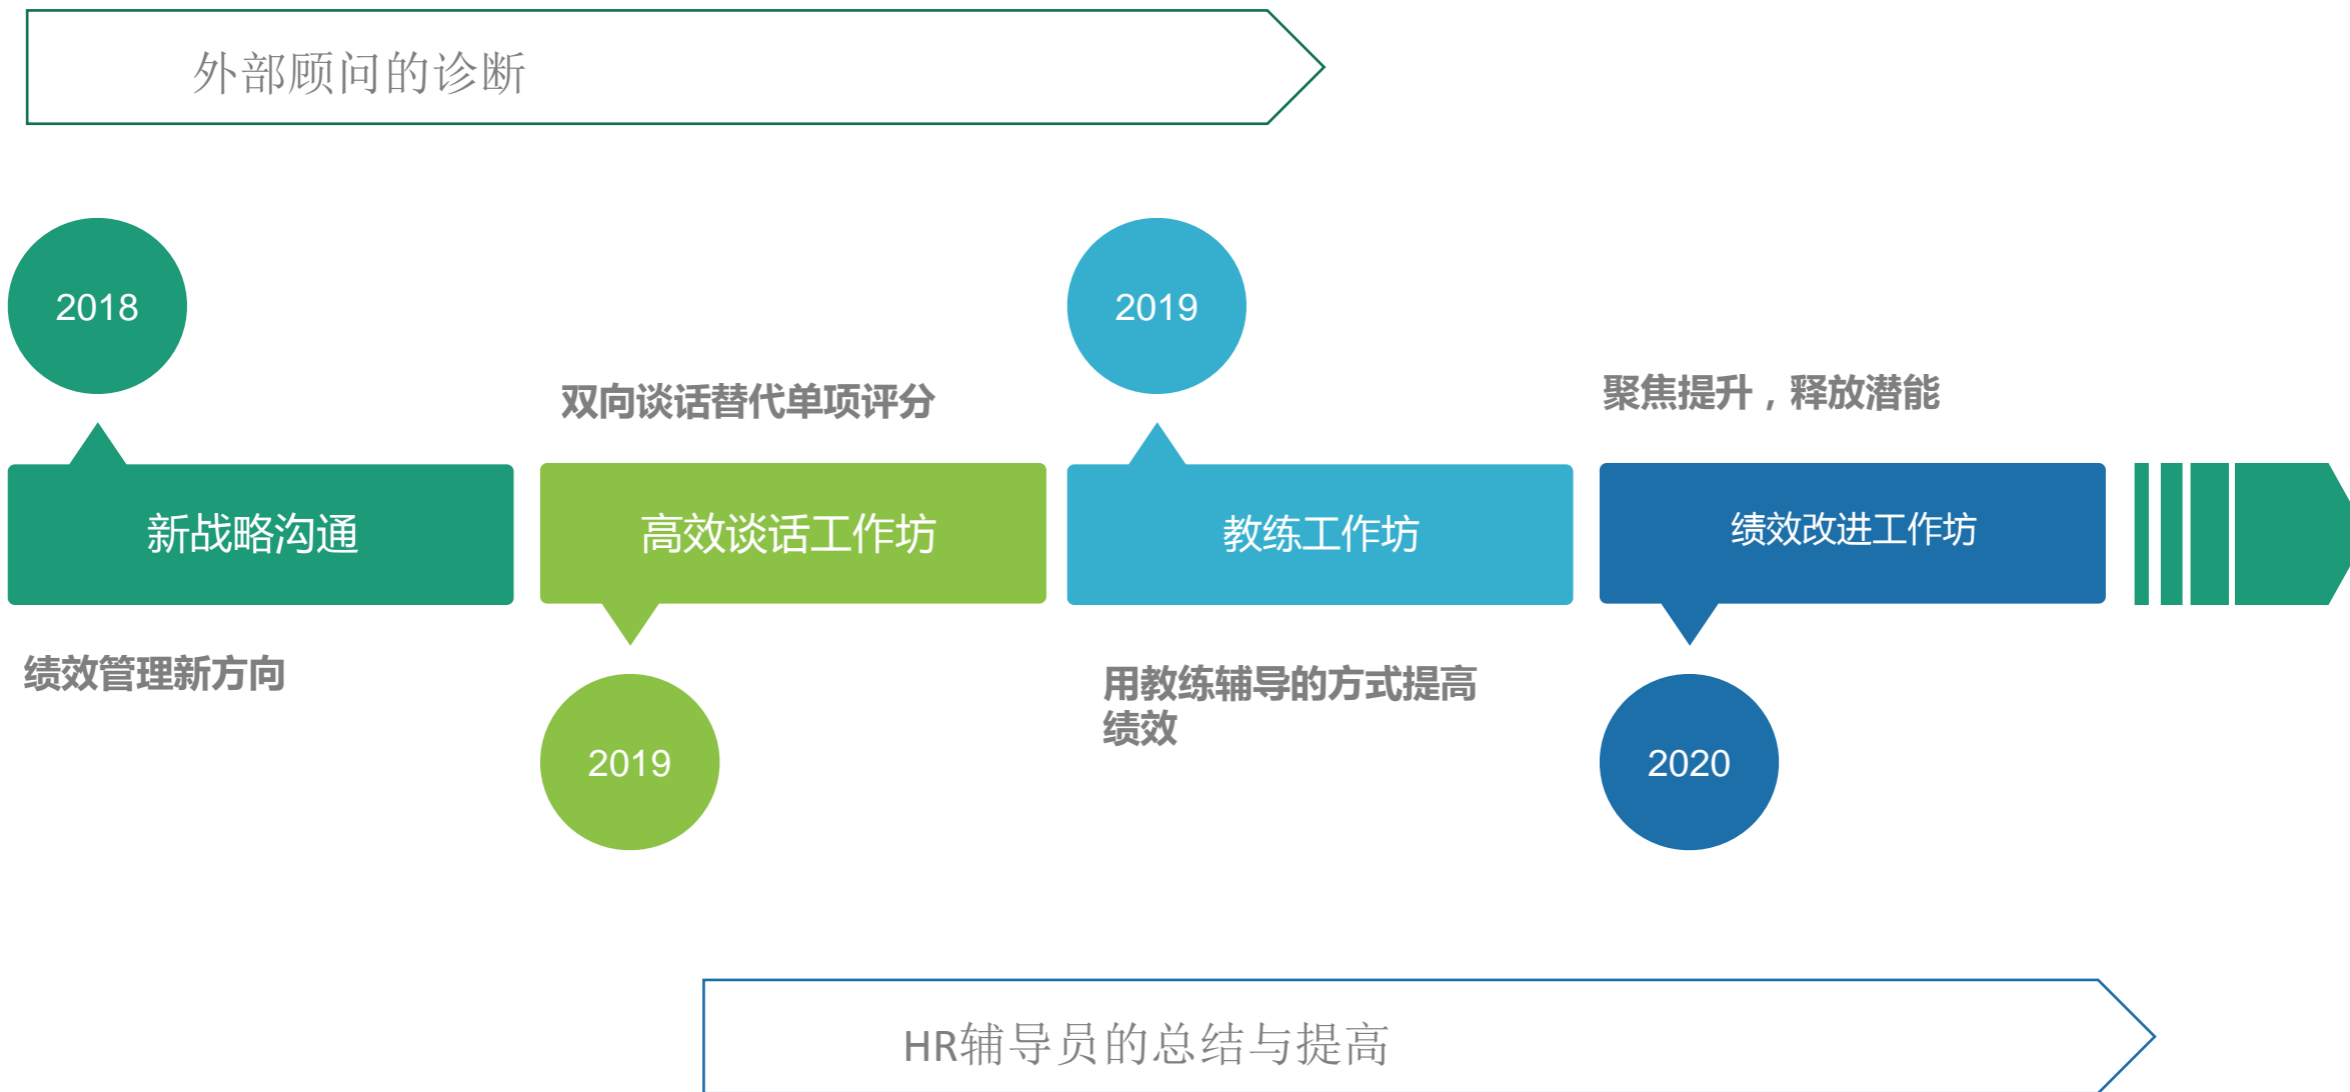 外部顾问的诊断
2018
2019
双向谈话替代单项评分
聚焦提升，释放潜能
新战略沟通
高效谈话工作坊
教练工作坊
绩效改进工作坊
绩效管理新方向
用教练辅导的方式提高
绩效
2019
2020
HR辅导员的总结与提高